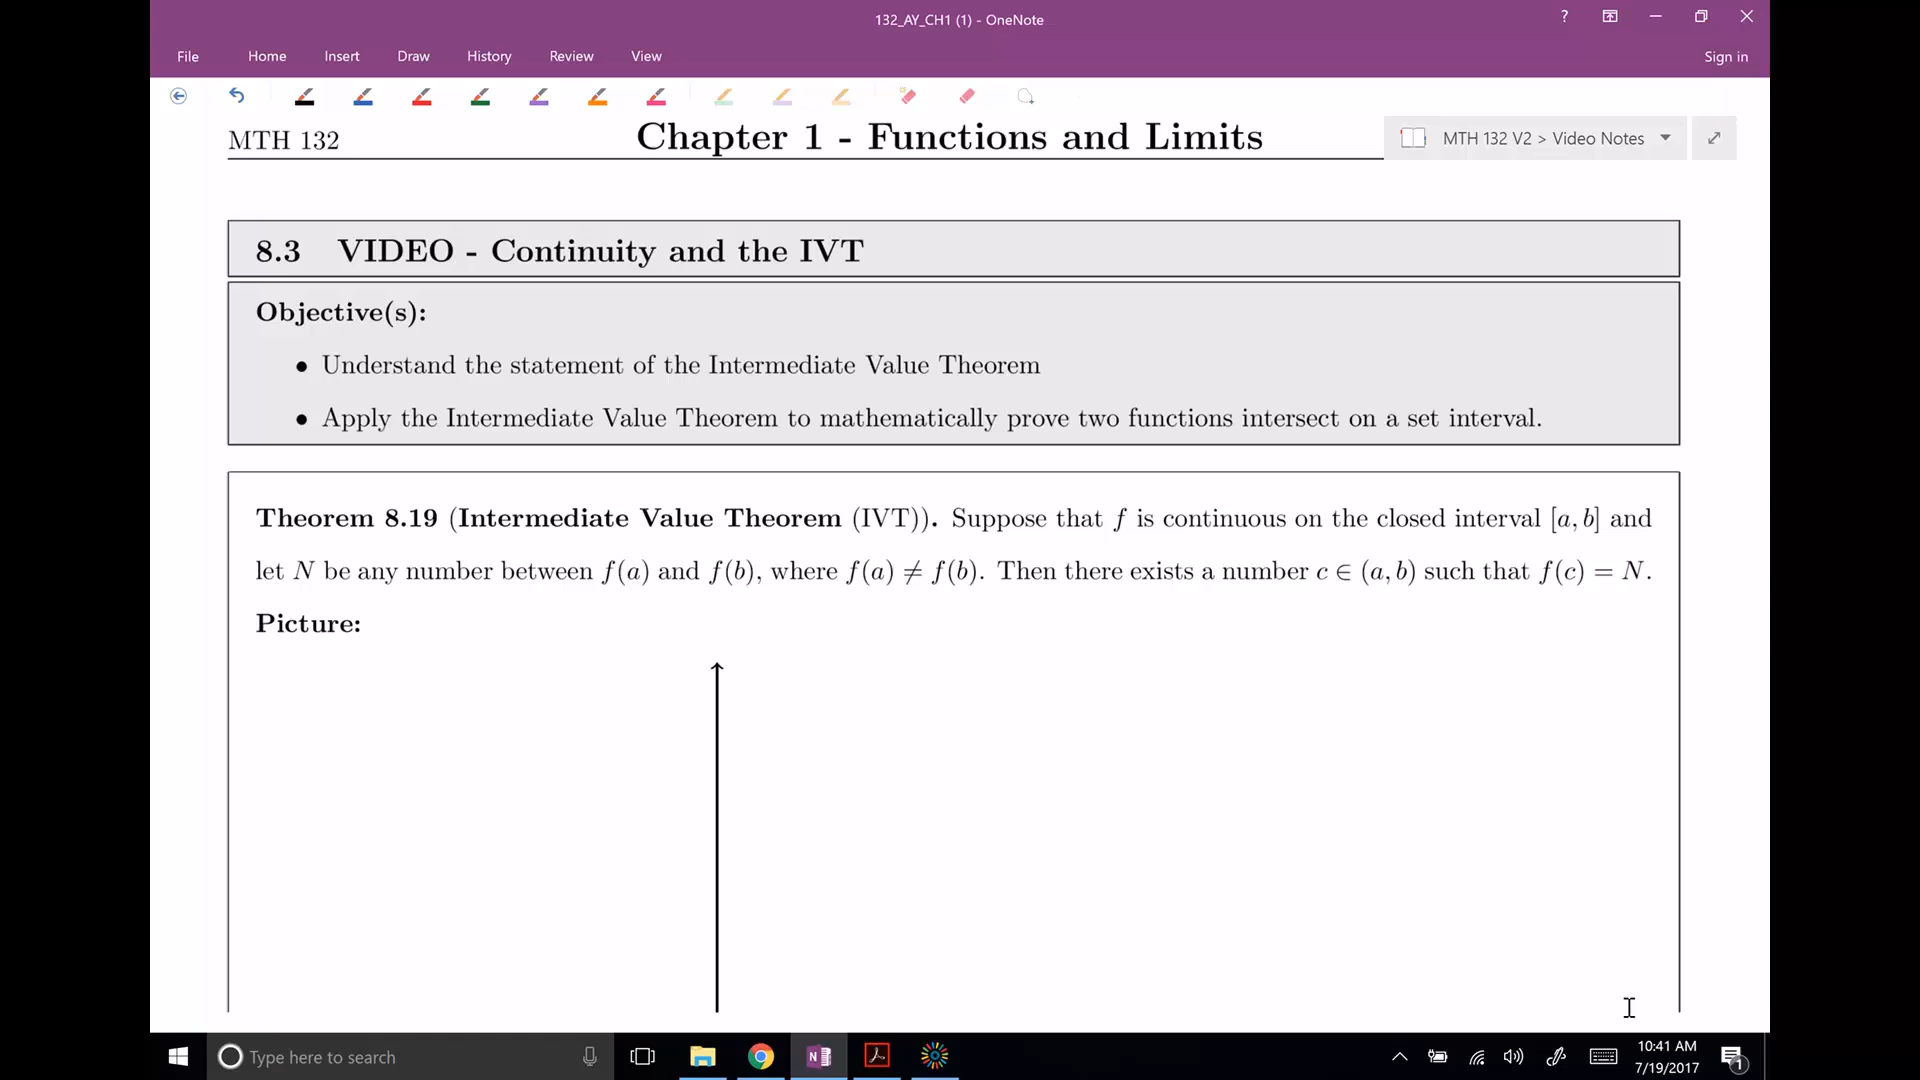 132_AY_CH1 (1) - OneNote
?
File Home Insert Draw History Review View Sign in
MTH 132 Chapter 1 - Functions and Limits MTH 132 V2 > Video Notes
8.3 VIDEO - Continuity and the IVT
Objective(s):
• Understand the statement of the Intermediate Value Theorem
• Apply the Intermediate Value Theorem to mathematically prove two functions intersect on a set interval.
Theorem 8.19 (Intermediate Value Theorem (IVT)). Suppose that f is continuous on the closed interval [a, b] and
let N be any number between f(a) and f(b), where f(a) ≠ f(b). Then there exists a number c ∈ (a, b) such that f(c) = N.
Picture:
Type here to search
N
10:41 AM
7/19/2017
1